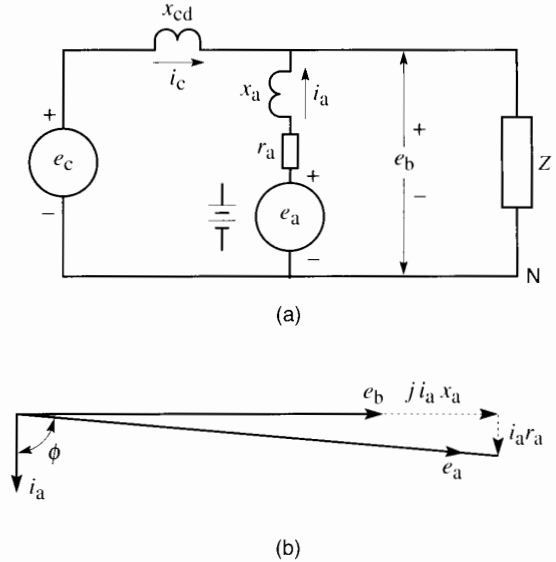 x_cd
i_c
x_a
i_a
+
r_a
+
e_c
e_b
+
−
Z
−
e_a
−
N
(a)
e_b
j i_a x_a
i_a r_a
ϕ
e_a
i_a
(b)